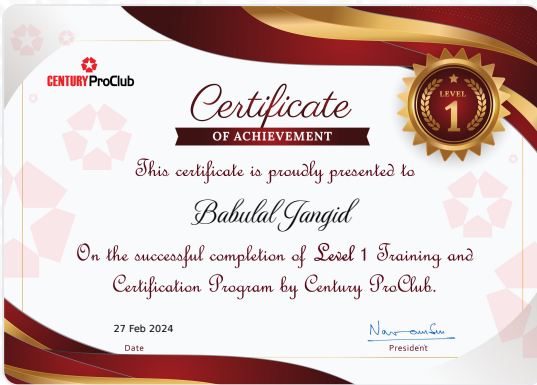 CENTURY ProClub
LEVEL
1
Certificate
OF ACHIEVEMENT
This certificate is proudly presented to
Babulal Jangid
On the successful completion of Level 1 Training and
Certification Program by Century ProClub.
27 Feb 2024
Date
President